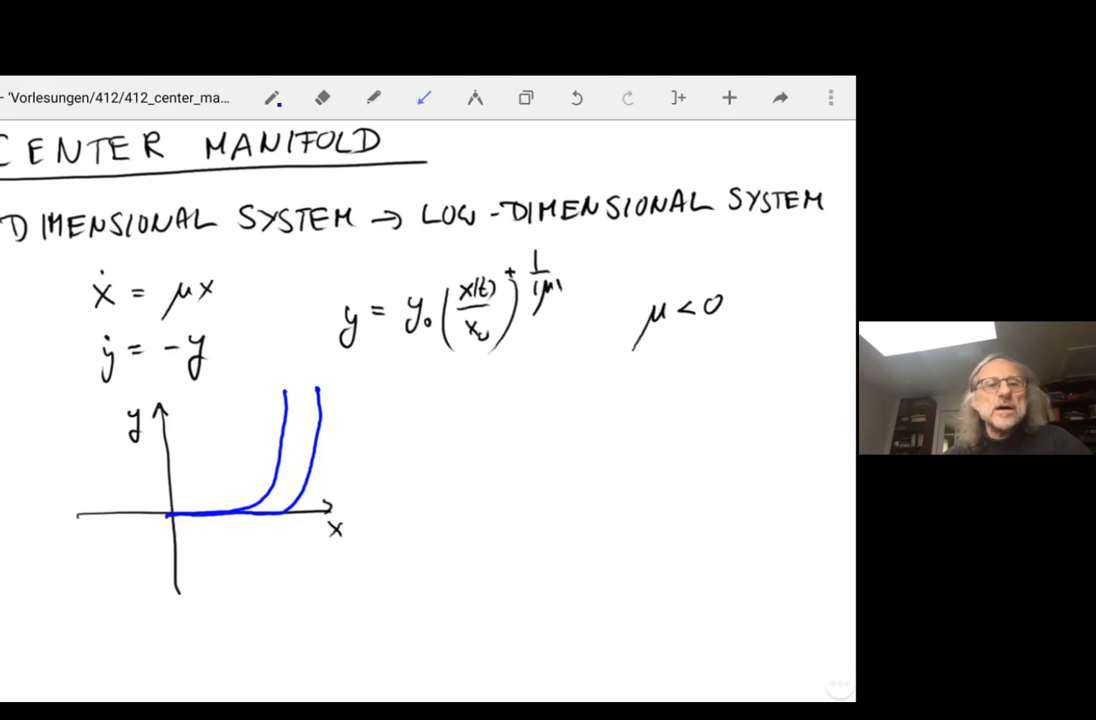 - 'Vorlesungen/412/412_center_ma...
CENTER MANIFOLD
DIMENSIONAL SYSTEM → LOW-DIMENSIONAL SYSTEM
ẋ = μx
ẏ = -y
y = y₀ (x(t)/x₀)^(+ 1/|μ|)
μ < 0
y
x